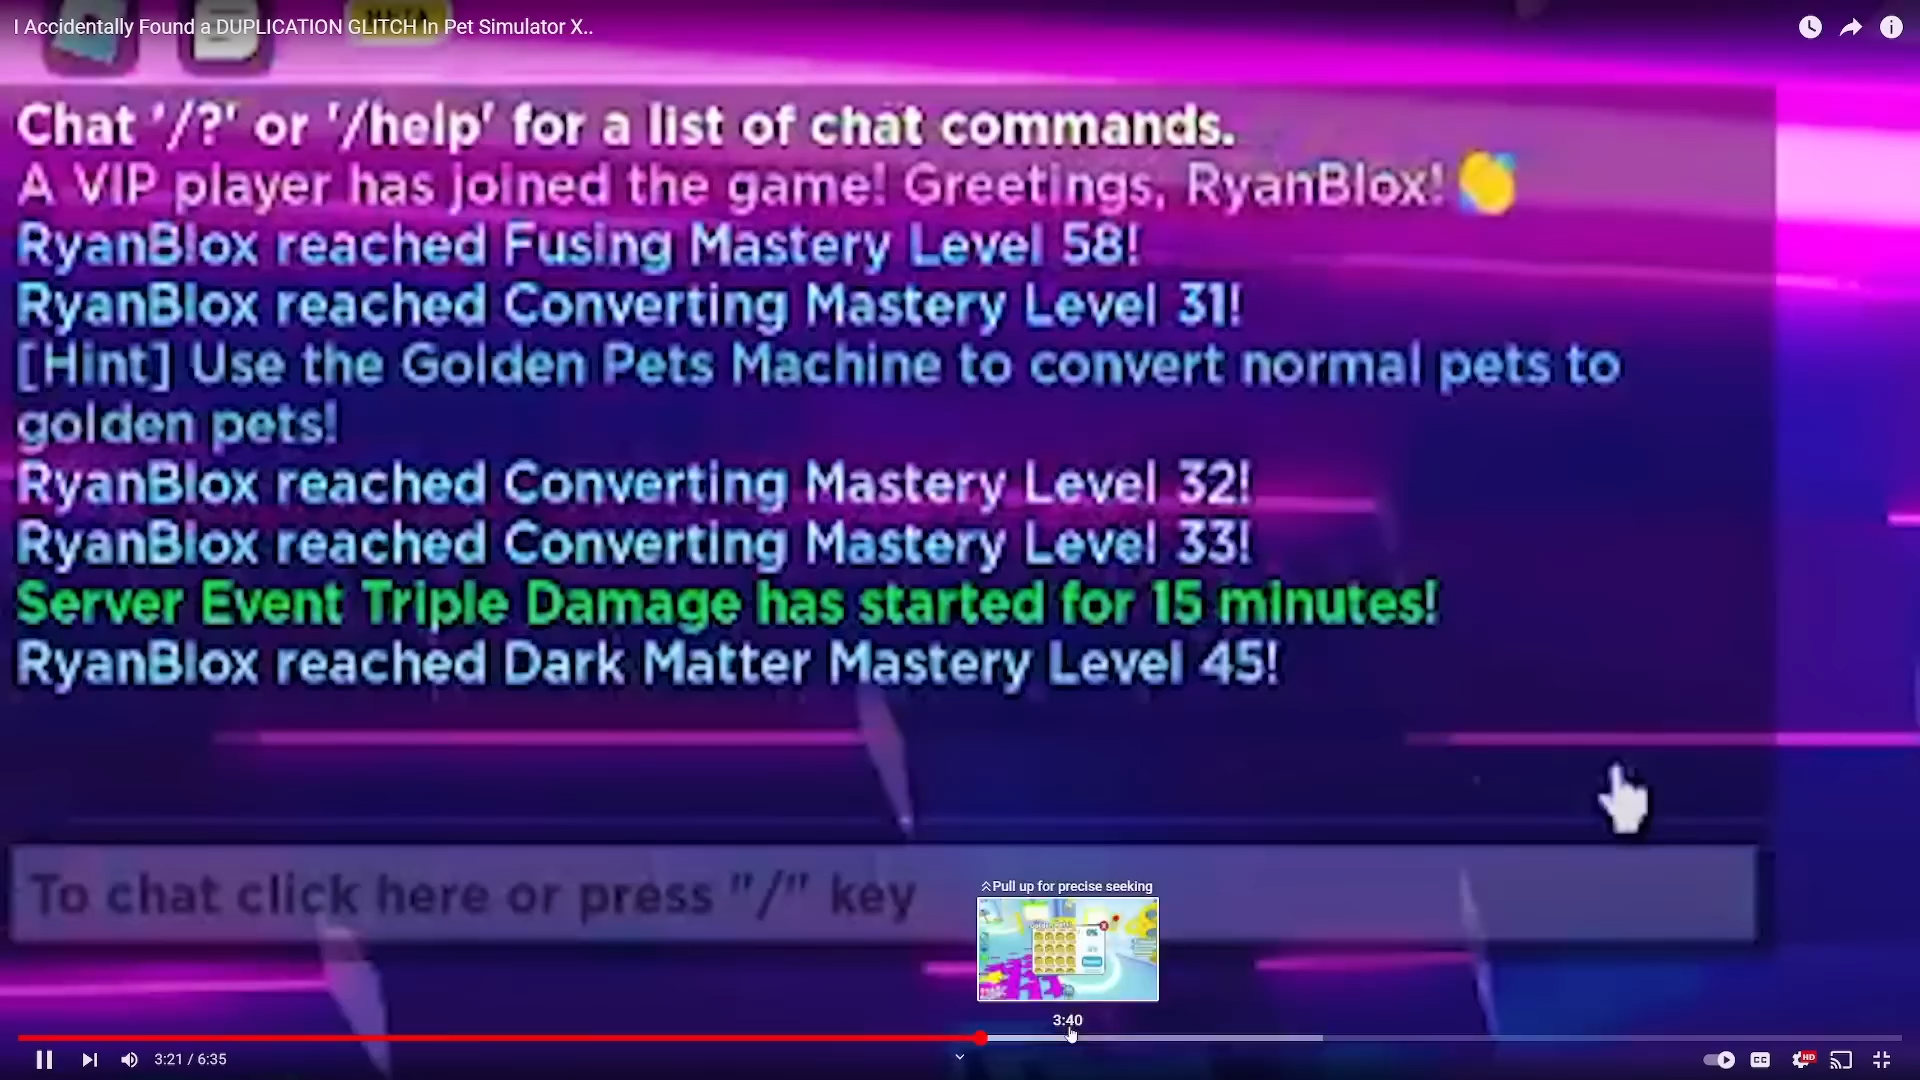 I Accidentally Found a DUPLICATION GLITCH In Pet Simulator X..
BETA
Chat '/?' or '/help' for a list of chat commands.
A VIP player has joined the game! Greetings, RyanBlox!
RyanBlox reached Fusing Mastery Level 58!
RyanBlox reached Converting Mastery Level 31!
[Hint] Use the Golden Pets Machine to convert normal pets to
golden pets!
RyanBlox reached Converting Mastery Level 32!
RyanBlox reached Converting Mastery Level 33!
Server Event Triple Damage has started for 15 minutes!
RyanBlox reached Dark Matter Mastery Level 45!
To chat click here or press "/" key
Pull up for precise seeking
3:40
3:21 / 6:35
CC
HD